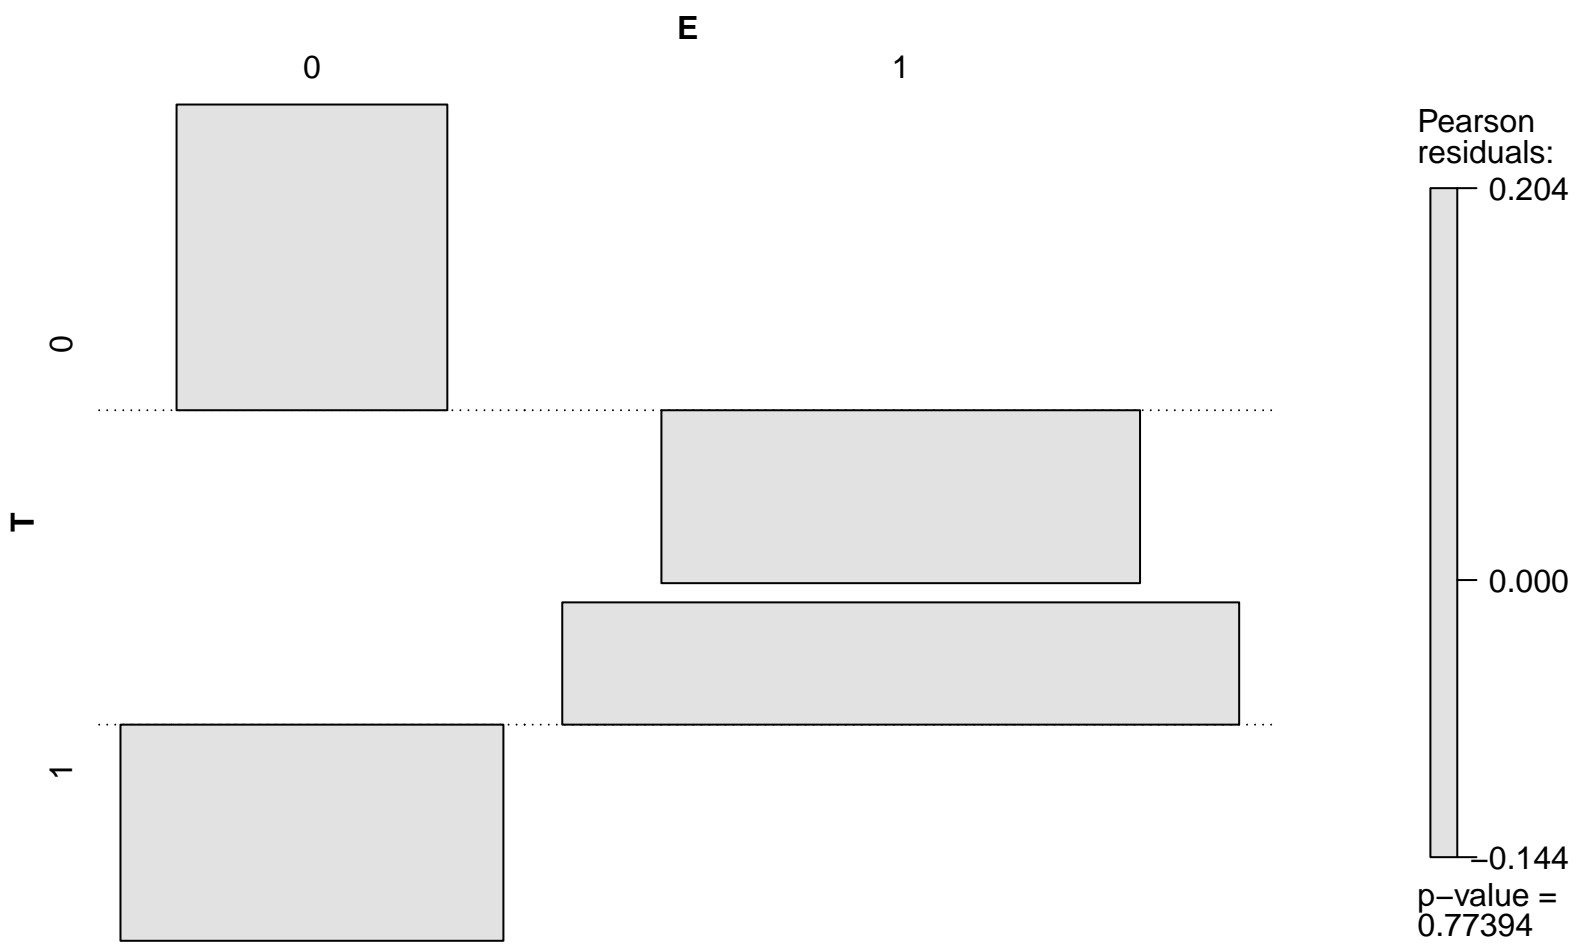 E
0
1
T
0
1
Pearson
residuals:
0.204
0.000
−0.144
p−value =
0.77394